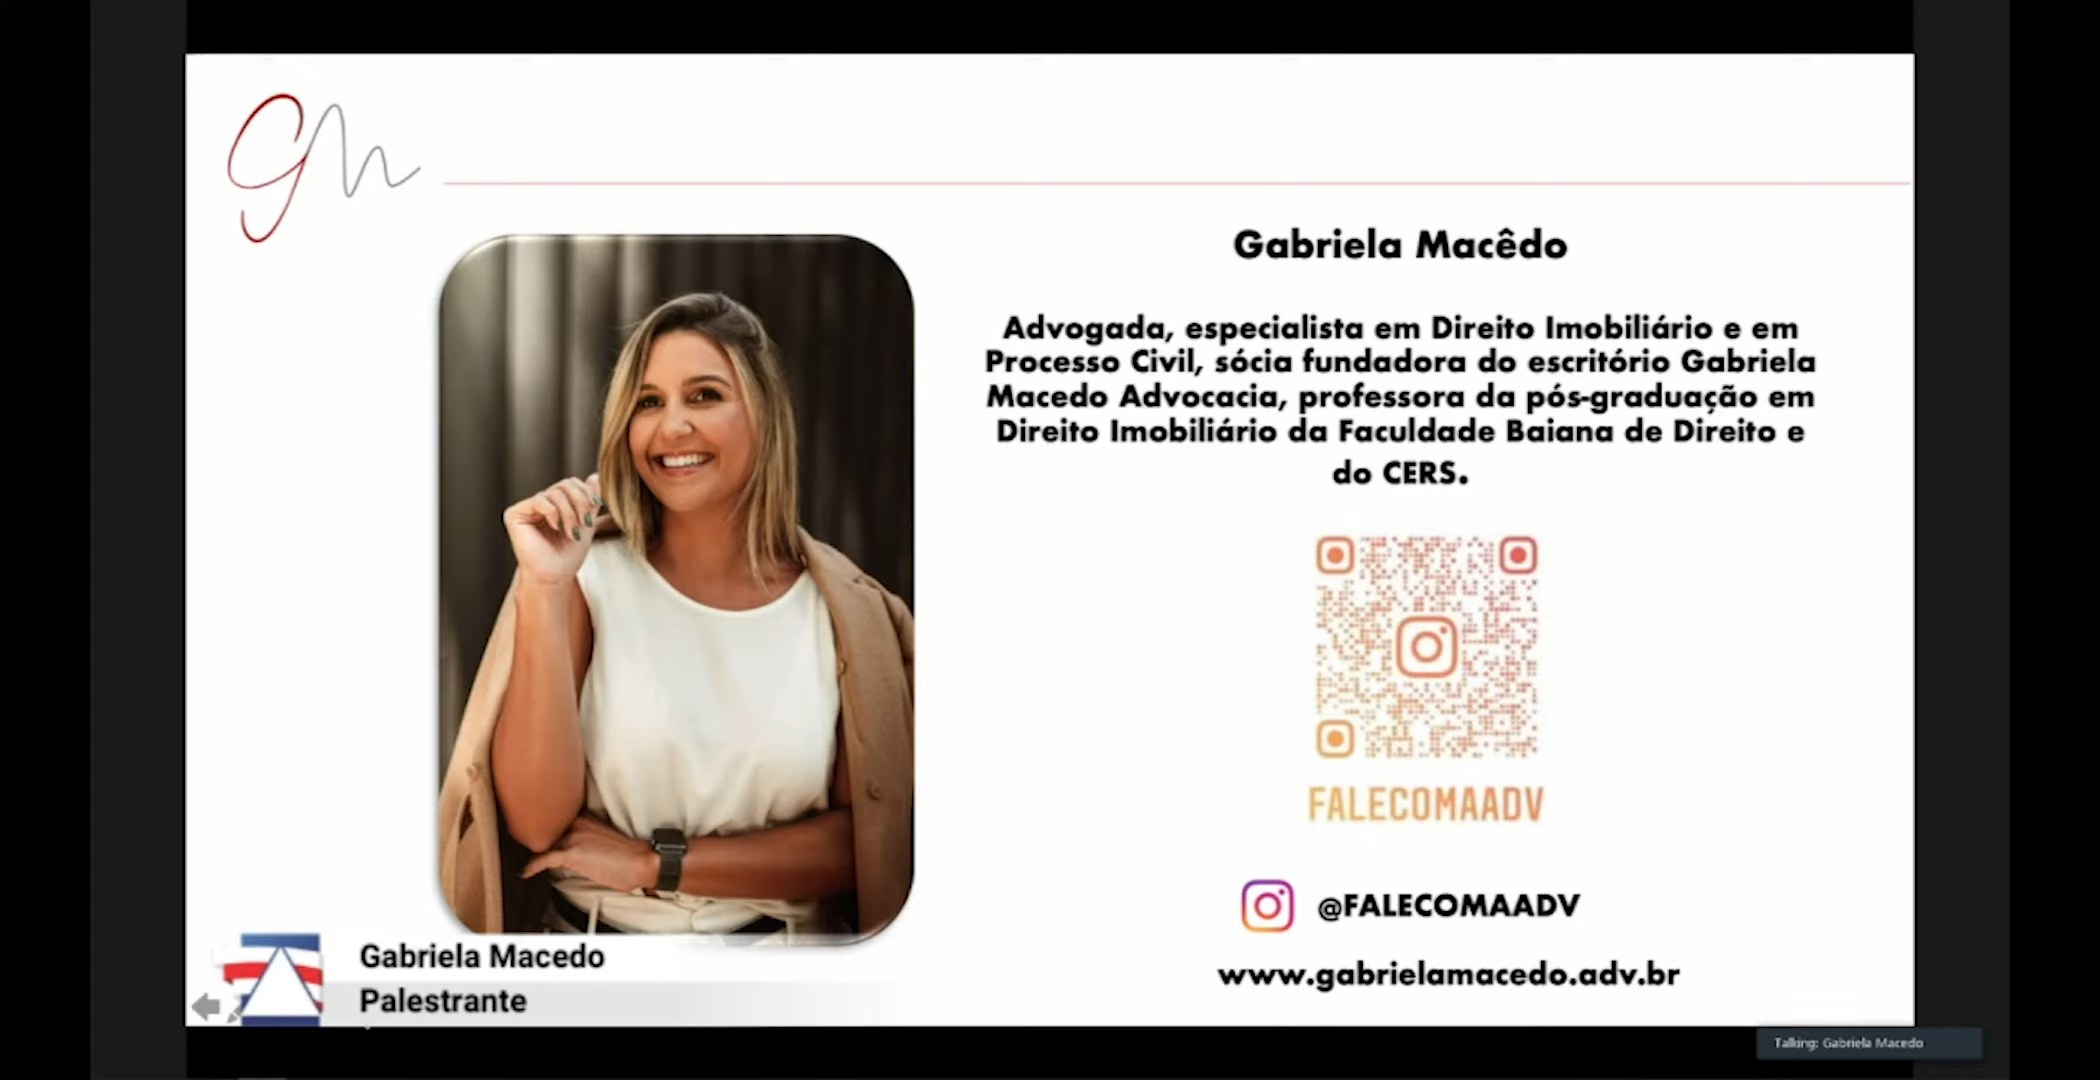 GM
Gabriela Macêdo
Advogada, especialista em Direito Imobiliário e em
Processo Civil, sócia fundadora do escritório Gabriela
Macedo Advocacia, professora da pós-graduação em
Direito Imobiliário da Faculdade Baiana de Direito e
do CERS.
FALECOMAADV
@FALECOMAADV
www.gabrielamacedo.adv.br
Gabriela Macedo
Palestrante
Talking: Gabriela Macedo